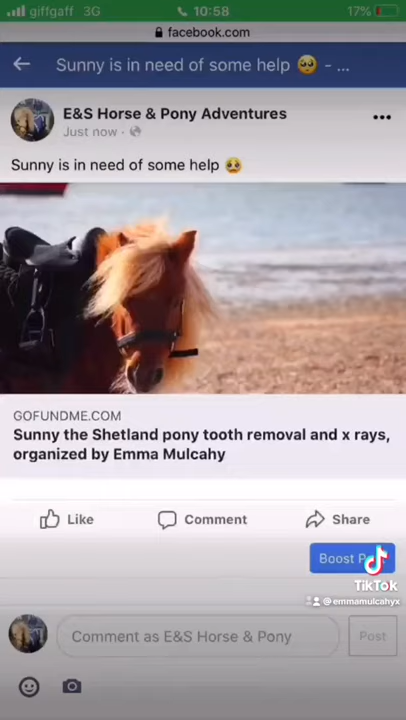 giffgaff 3G 10:58 17%
facebook.com
Sunny is in need of some help 🥺 - ...
E&S Horse & Pony Adventures
Just now ·
Sunny is in need of some help 🥺
GOFUNDME.COM
Sunny the Shetland pony tooth removal and x rays,
organized by Emma Mulcahy
Like Comment Share
Boost
TikTok
@emmamulcahyx
Comment as E&S Horse & Pony
Post